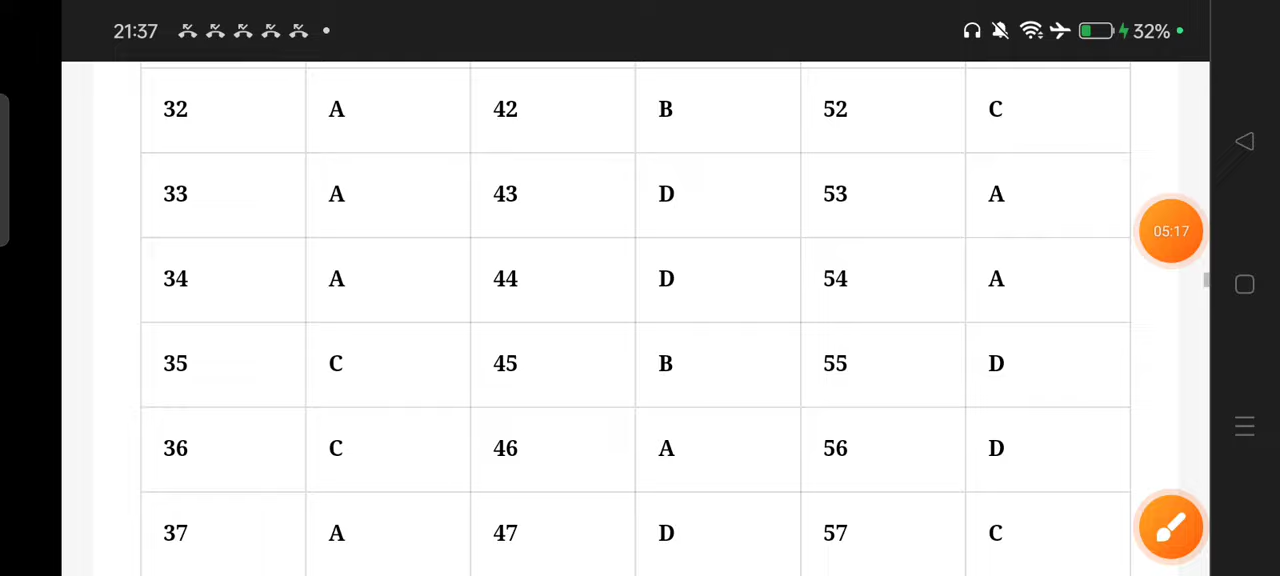 21:37 32%
32 A 42 B 52 C
33 A 43 D 53 A
05:17
34 A 44 D 54 A
35 C 45 B 55 D
36 C 46 A 56 D
37 A 47 D 57 C